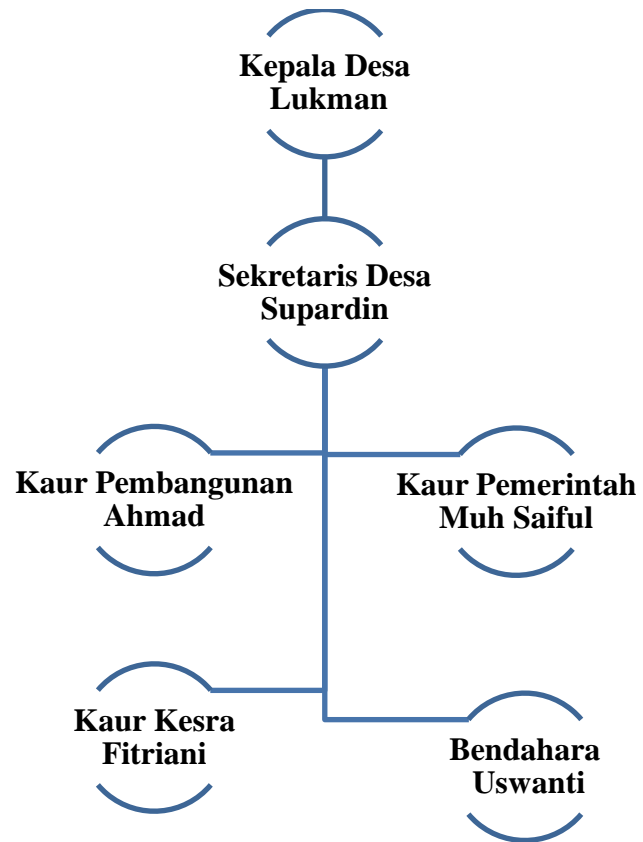 Kepala Desa
Lukman
Sekretaris Desa
Supardin
Kaur Pembangunan
Ahmad
Kaur Pemerintah
Muh Saiful
Kaur Kesra
Fitriani
Bendahara
Uswanti